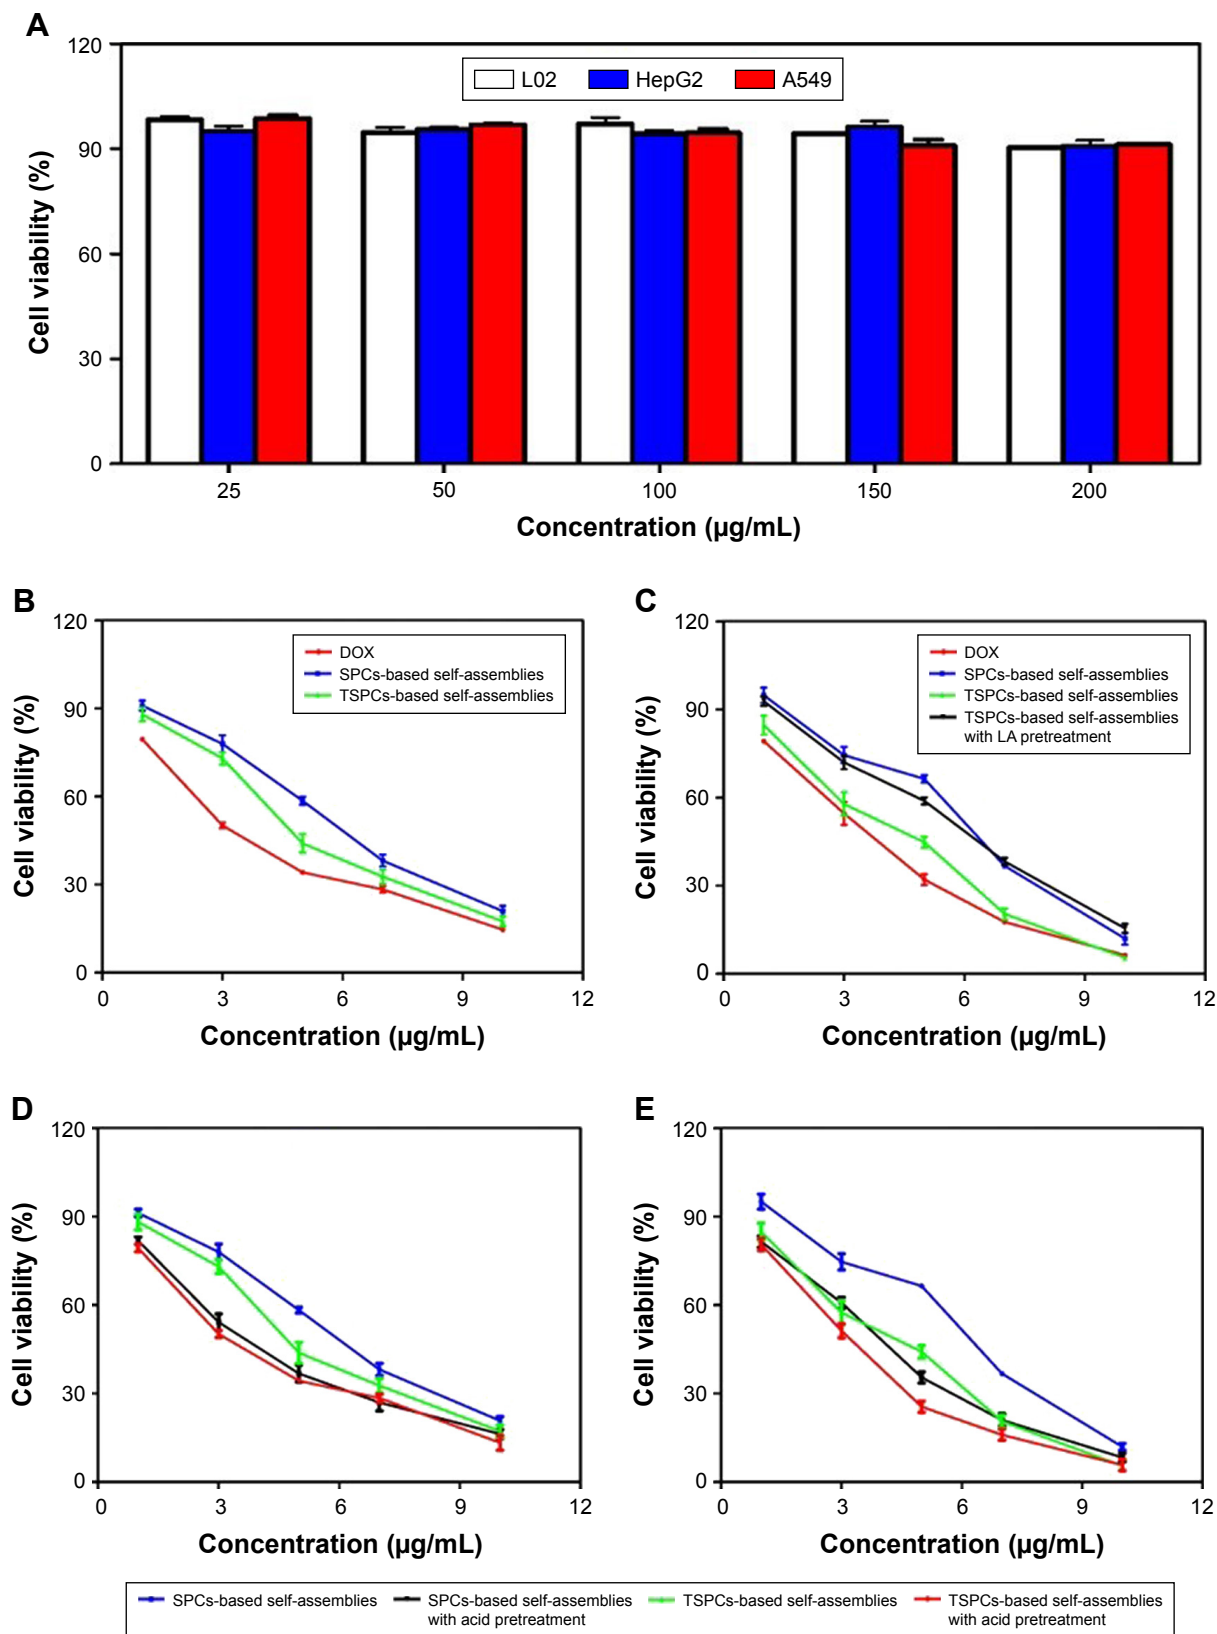 A
120
90
60
30
0
Cell viability (%)
L02 HepG2 A549
25 50 100 150 200
Concentration (µg/mL)
B
120
90
60
30
0
Cell viability (%)
DOX
SPCs-based self-assemblies
TSPCs-based self-assemblies
0 3 6 9 12
Concentration (µg/mL)
C
120
90
60
30
0
Cell viability (%)
DOX
SPCs-based self-assemblies
TSPCs-based self-assemblies
TSPCs-based self-assemblies
with LA pretreatment
0 3 6 9 12
Concentration (µg/mL)
D
120
90
60
30
0
Cell viability (%)
0 3 6 9 12
Concentration (µg/mL)
E
120
90
60
30
0
Cell viability (%)
0 3 6 9 12
Concentration (µg/mL)
SPCs-based self-assemblies
SPCs-based self-assemblies
with acid pretreatment
TSPCs-based self-assemblies
TSPCs-based self-assemblies
with acid pretreatment